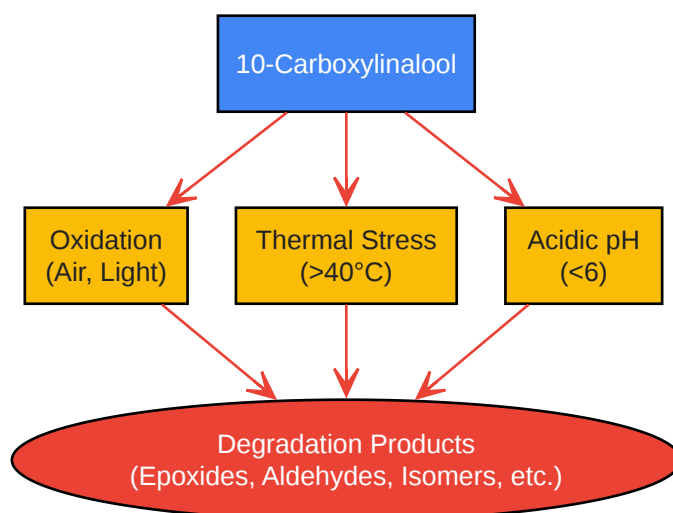 10-Carboxylinalool
Oxidation
(Air, Light)
Thermal Stress
(>40°C)
Acidic pH
(<6)
Degradation Products
(Epoxides, Aldehydes, Isomers, etc.)